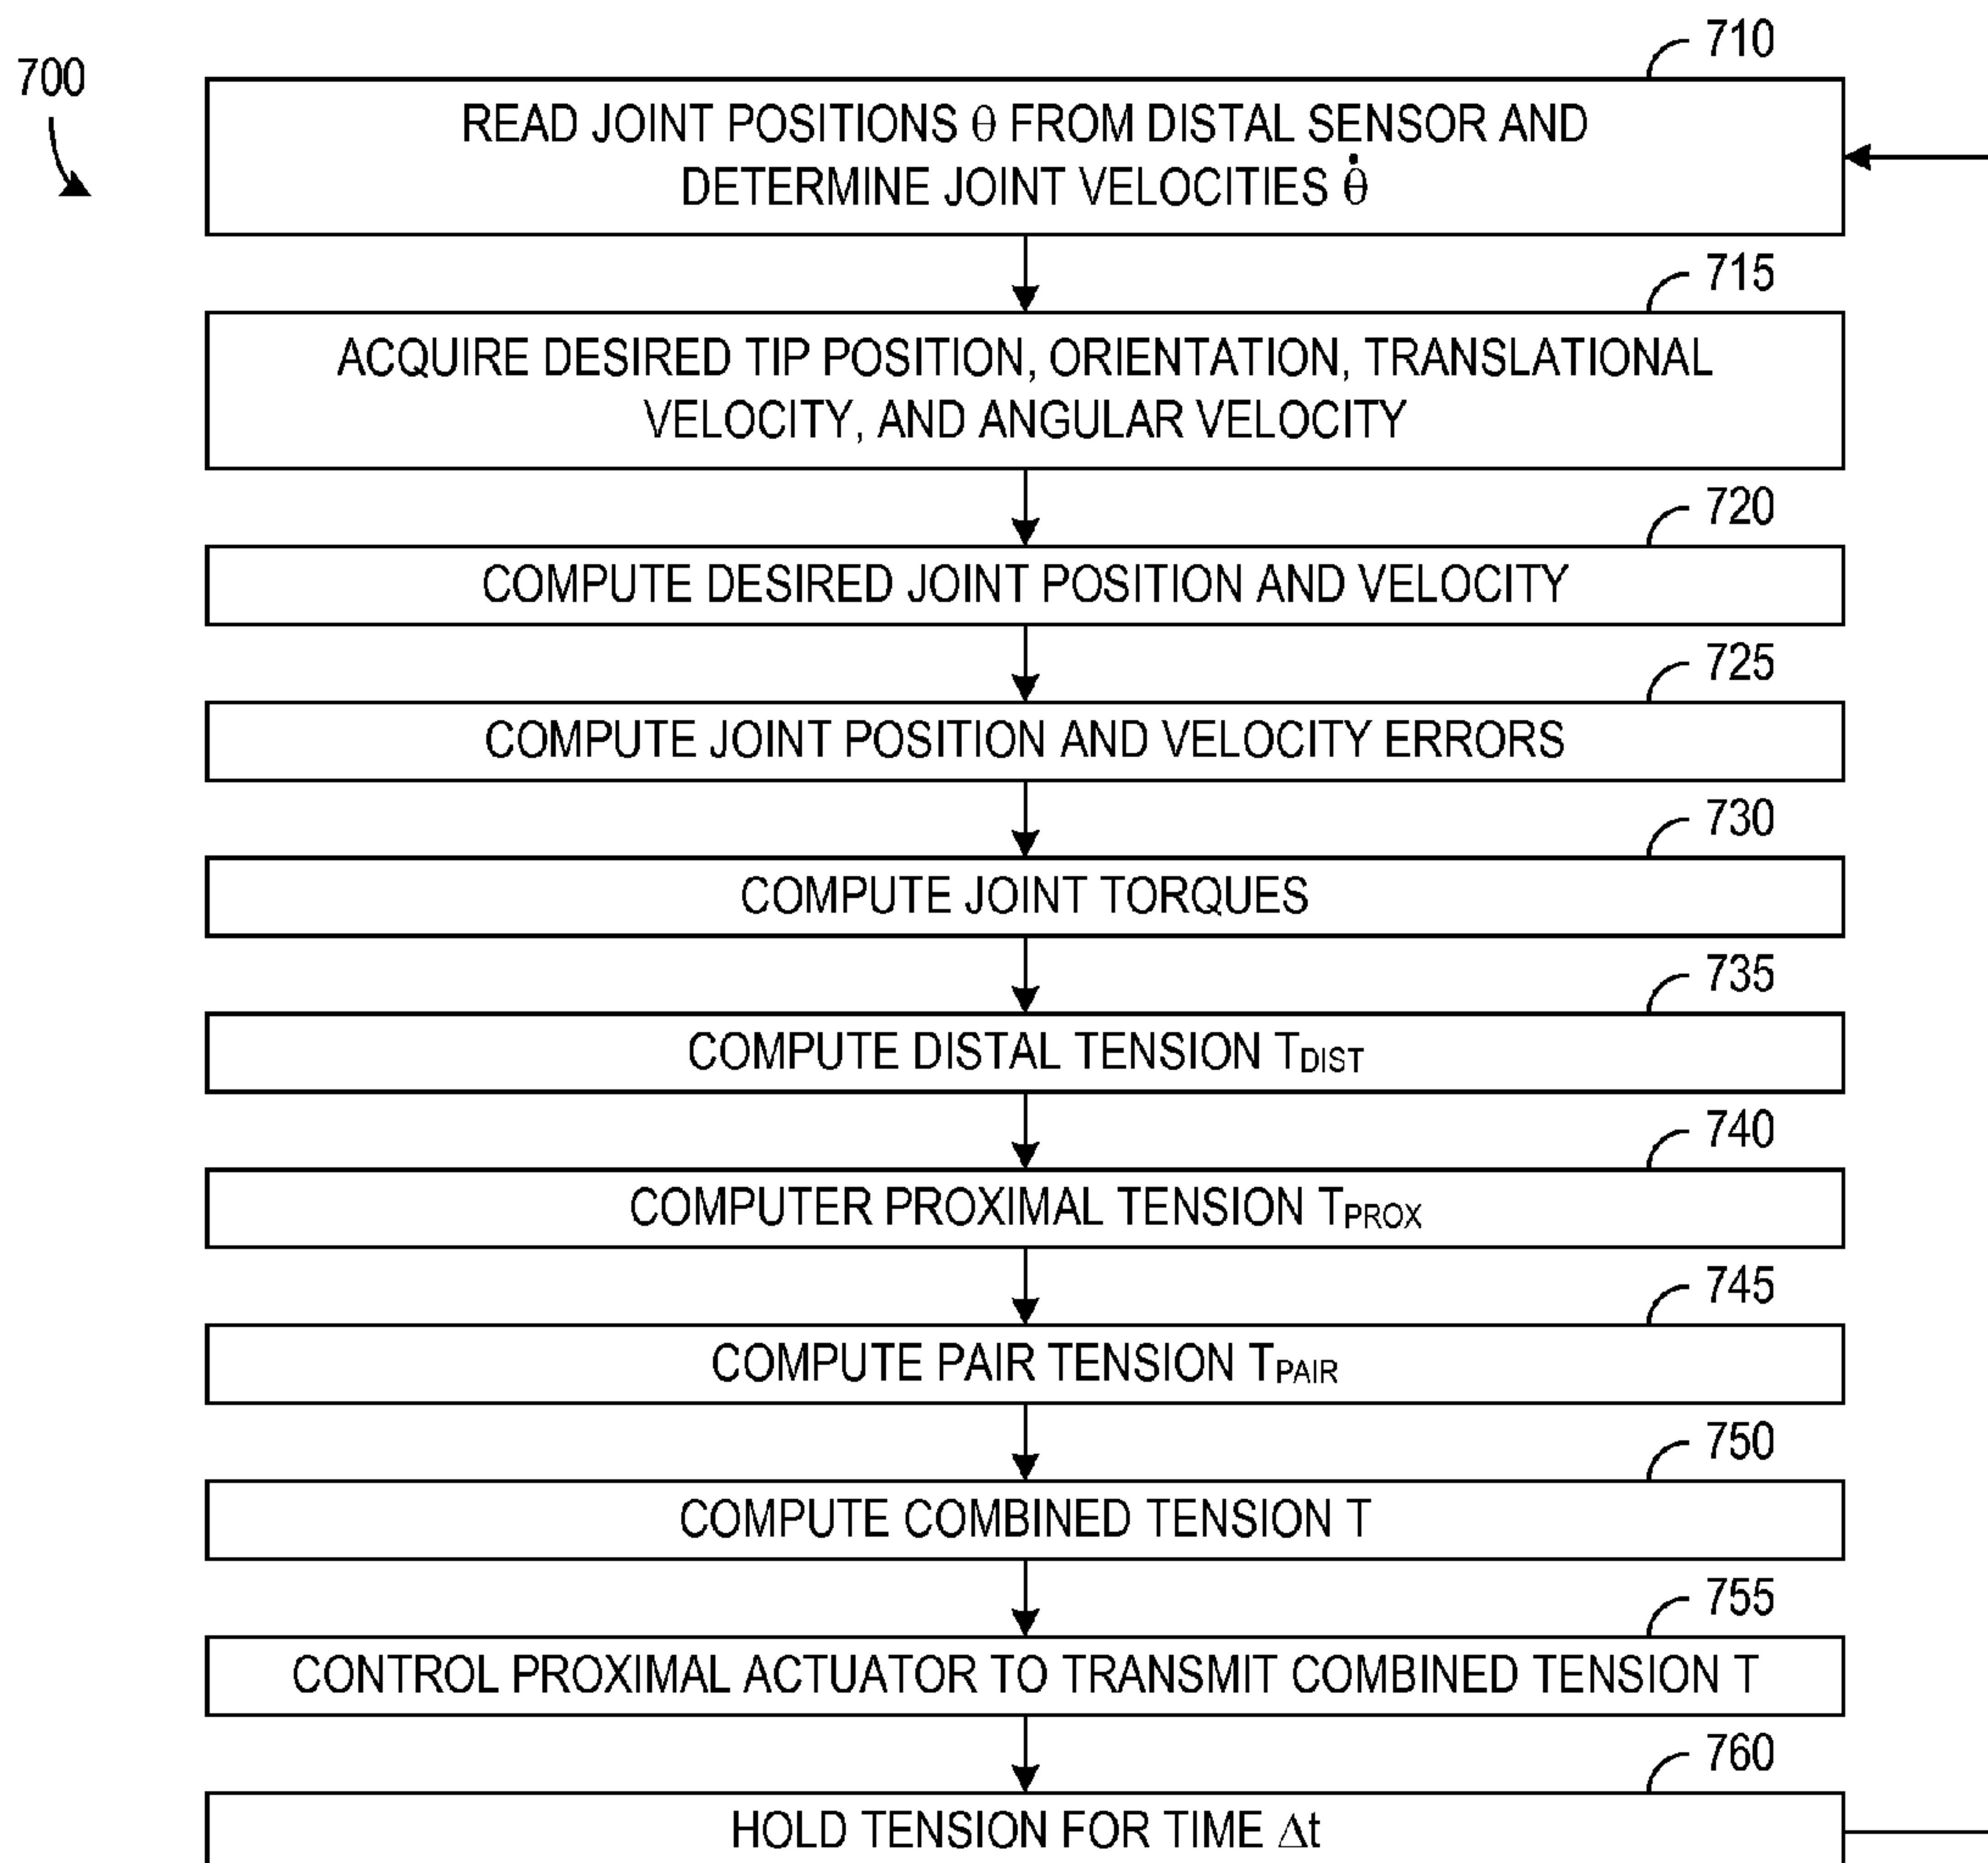 700
710
READ JOINT POSITIONS θ FROM DISTAL SENSOR AND
DETERMINE JOINT VELOCITIES θ̇
715
ACQUIRE DESIRED TIP POSITION, ORIENTATION, TRANSLATIONAL
VELOCITY, AND ANGULAR VELOCITY
720
COMPUTE DESIRED JOINT POSITION AND VELOCITY
725
COMPUTE JOINT POSITION AND VELOCITY ERRORS
730
COMPUTE JOINT TORQUES
735
COMPUTE DISTAL TENSION TDIST
740
COMPUTER PROXIMAL TENSION TPROX
745
COMPUTE PAIR TENSION TPAIR
750
COMPUTE COMBINED TENSION T
755
CONTROL PROXIMAL ACTUATOR TO TRANSMIT COMBINED TENSION T
760
HOLD TENSION FOR TIME Δt